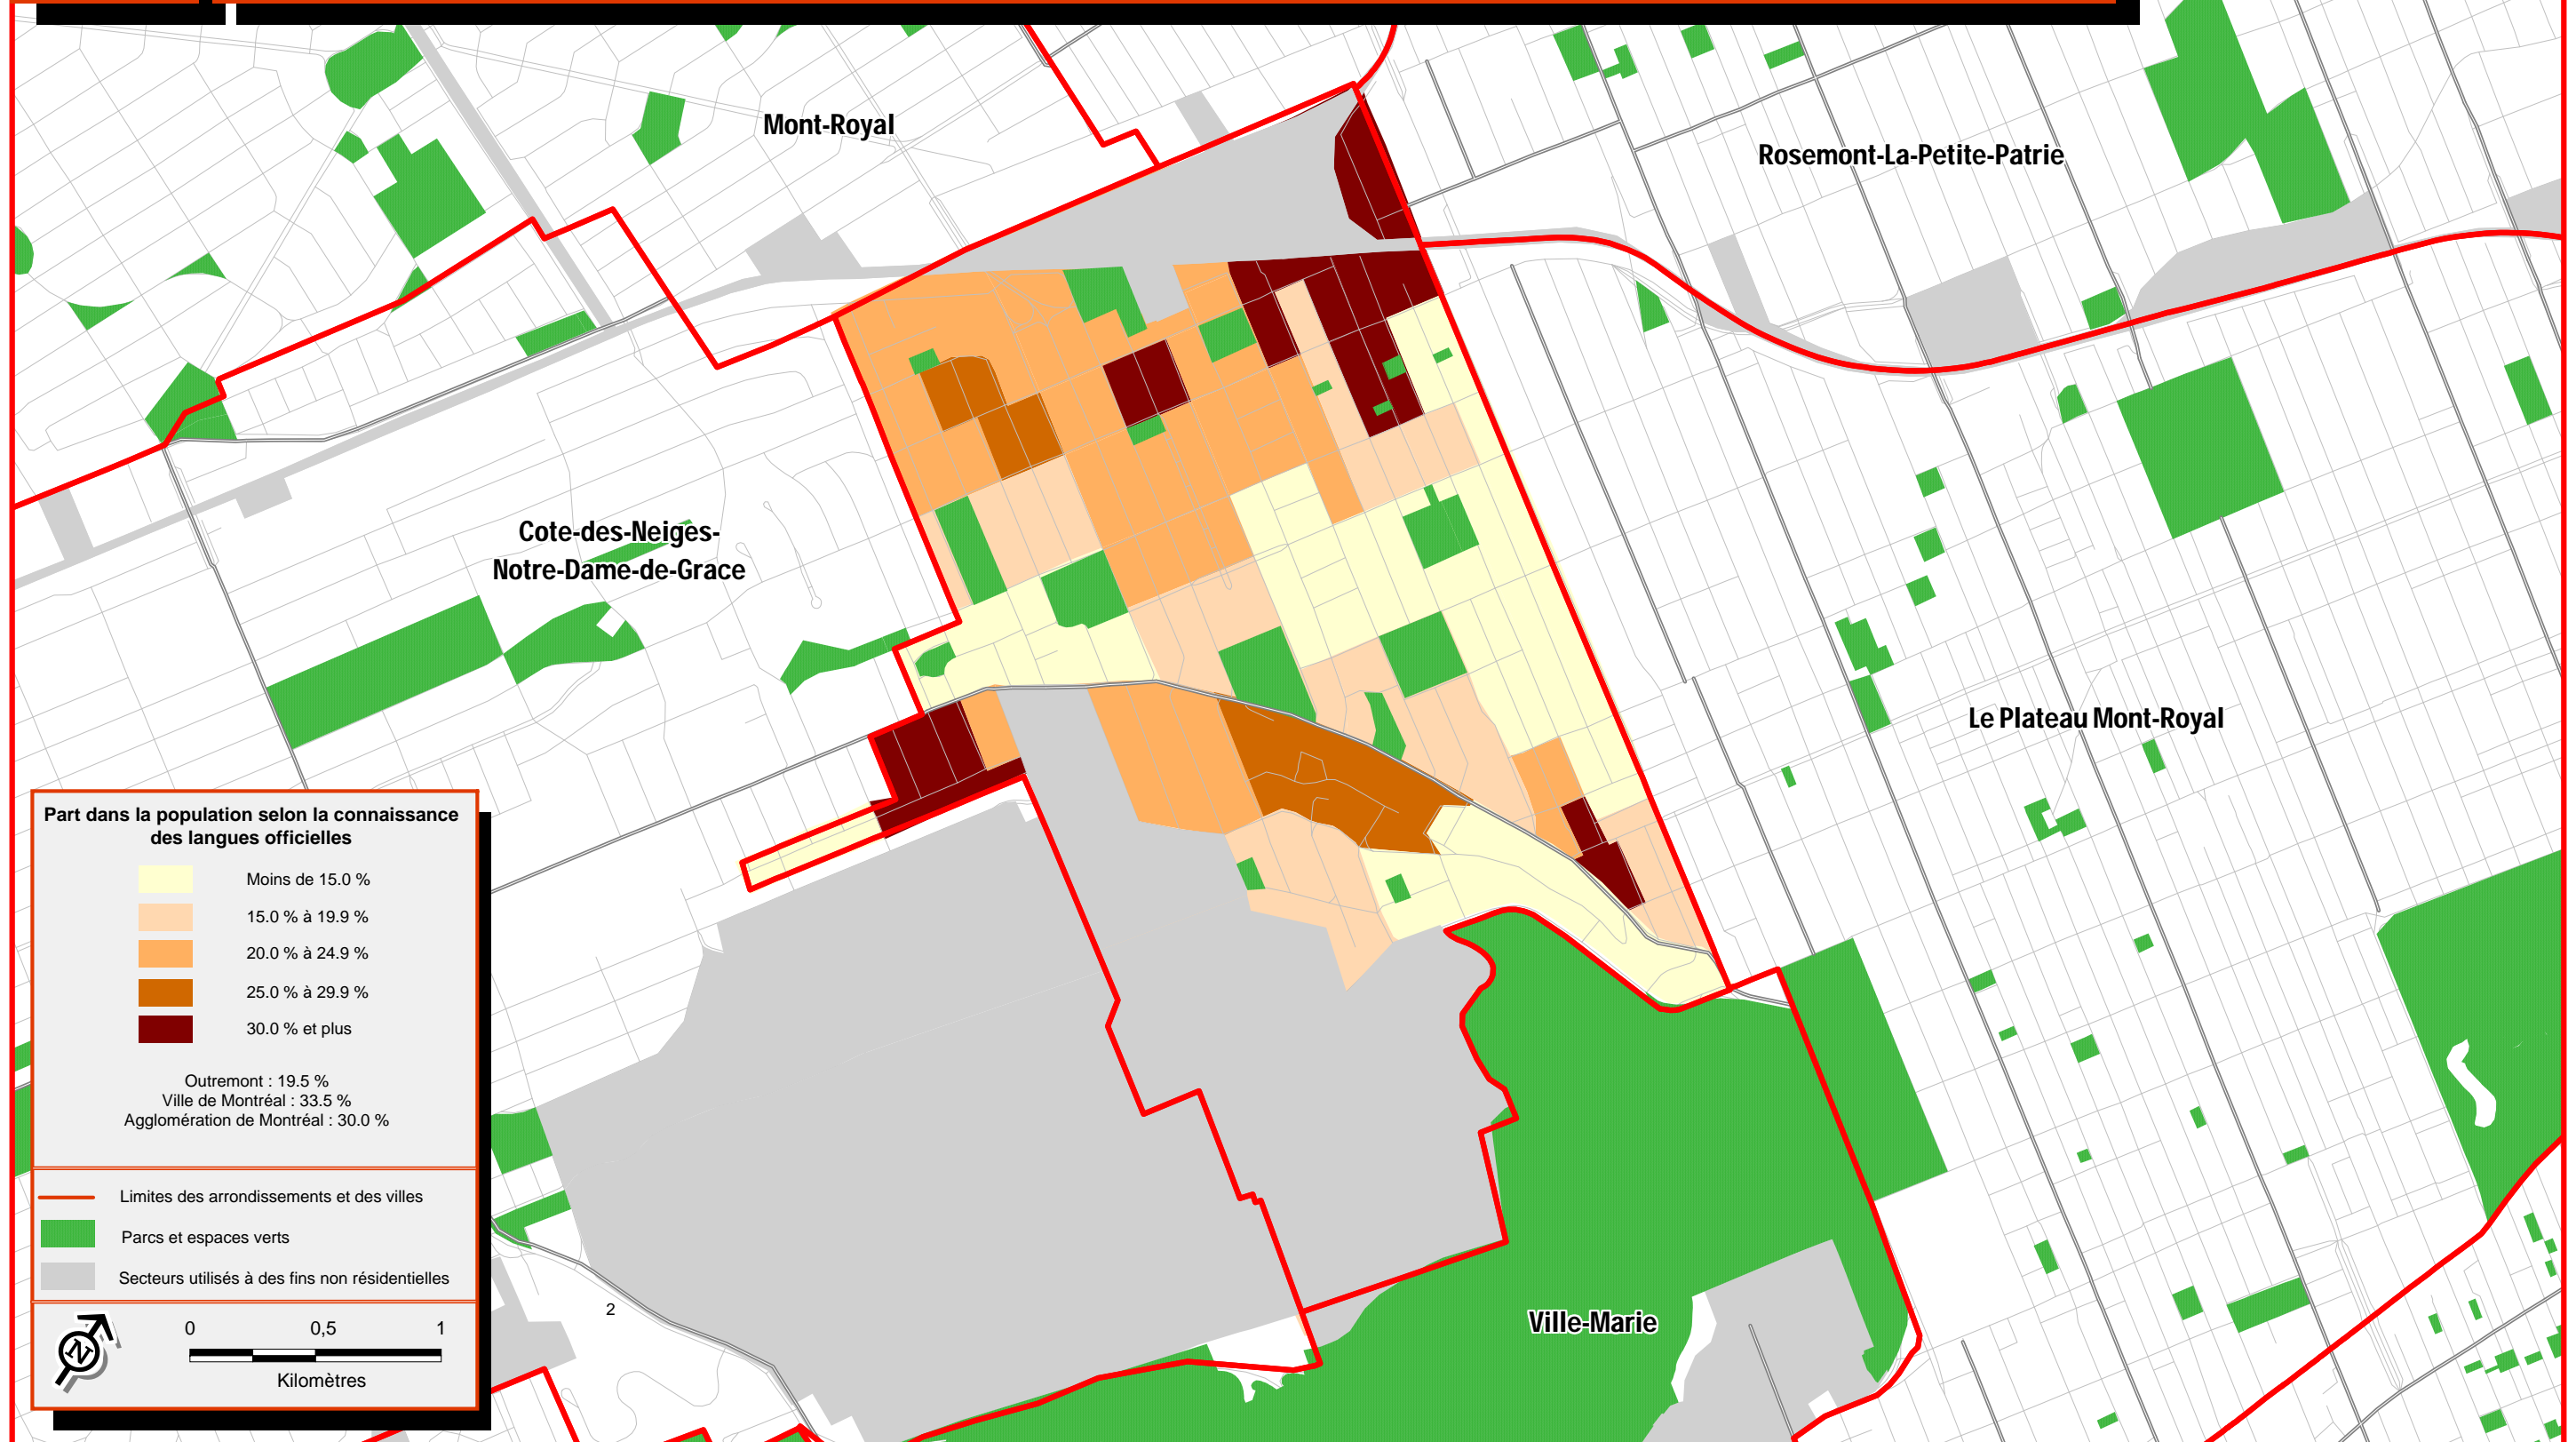 Mont-Royal
Rosemont-La-Petite-Patrie
Cote-des-Neiges-
Notre-Dame-de-Grace
Le Plateau Mont-Royal
Part dans la population selon la connaissance
des langues officielles
Moins de 15.0 %
15.0 % à 19.9 %
20.0 % à 24.9 %
25.0 % à 29.9 %
30.0 % et plus
Outremont : 19.5 %
Ville de Montréal : 33.5 %
Agglomération de Montréal : 30.0 %
Limites des arrondissements et des villes
Parcs et espaces verts
Secteurs utilisés à des fins non résidentielles
2
Ville-Marie
N
0 0,5 1
Kilomètres